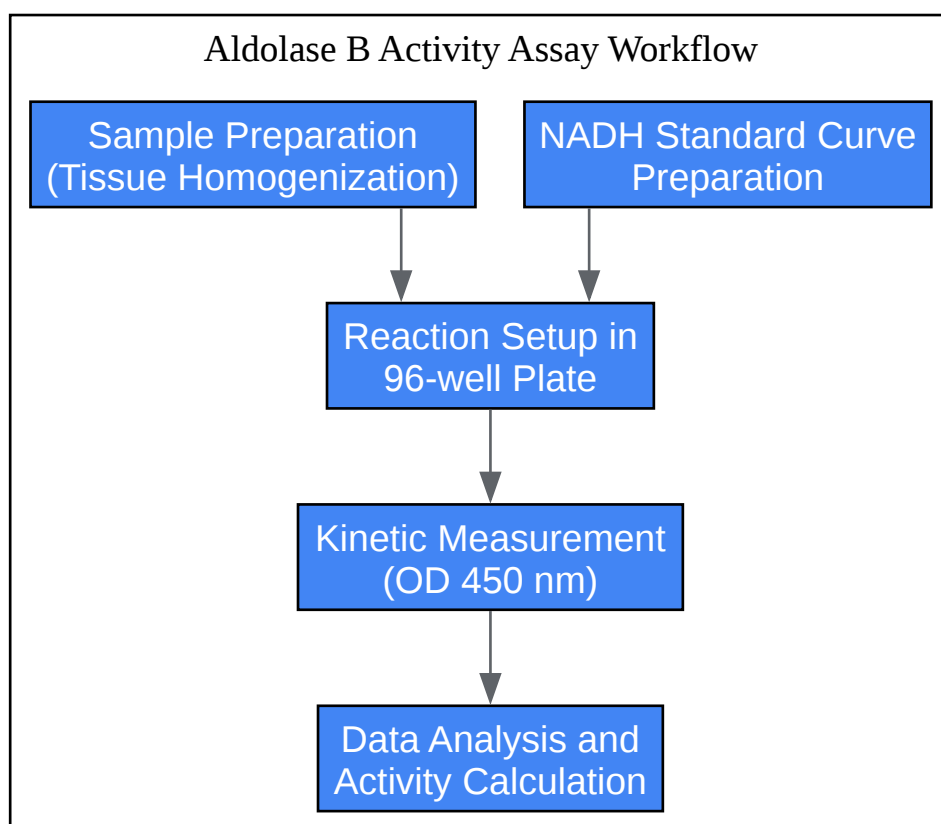 Aldolase B Activity Assay Workflow
Sample Preparation
(Tissue Homogenization)
NADH Standard Curve
Preparation
Reaction Setup in
96-well Plate
Kinetic Measurement
(OD 450 nm)
Data Analysis and
Activity Calculation